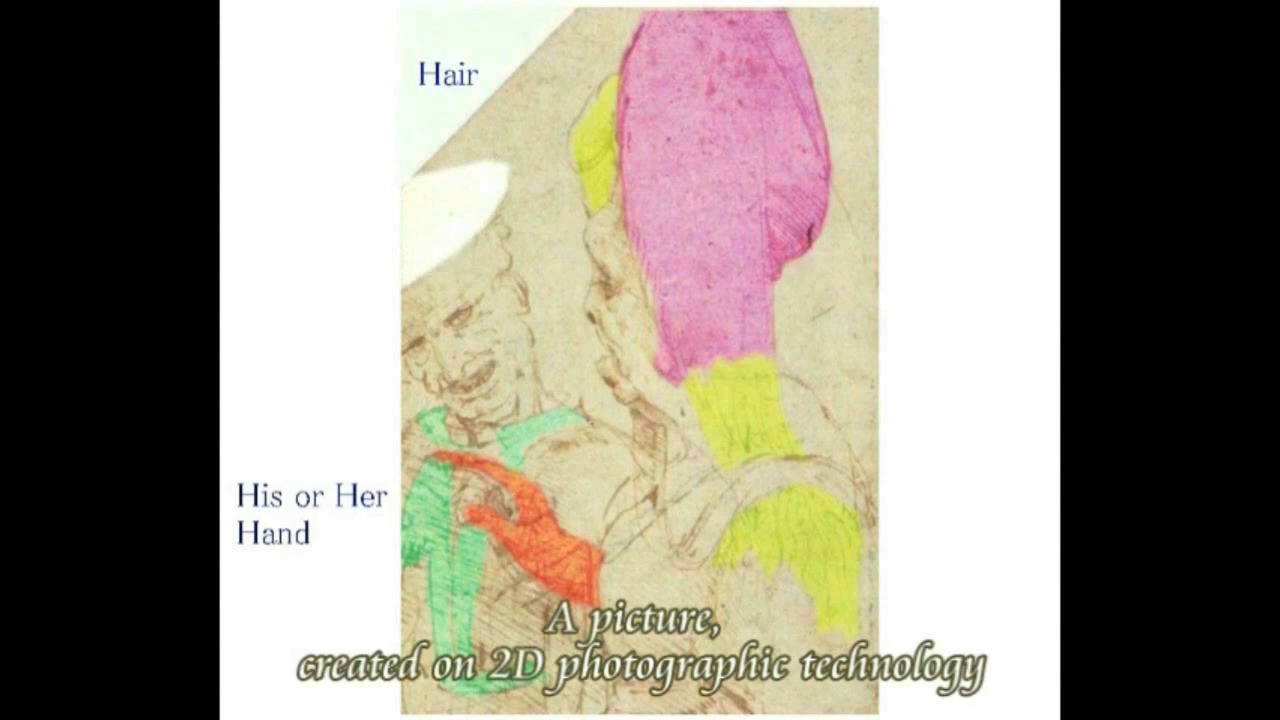 Hair
His or Her
Hand
A picture,
created on 2D photographic technology